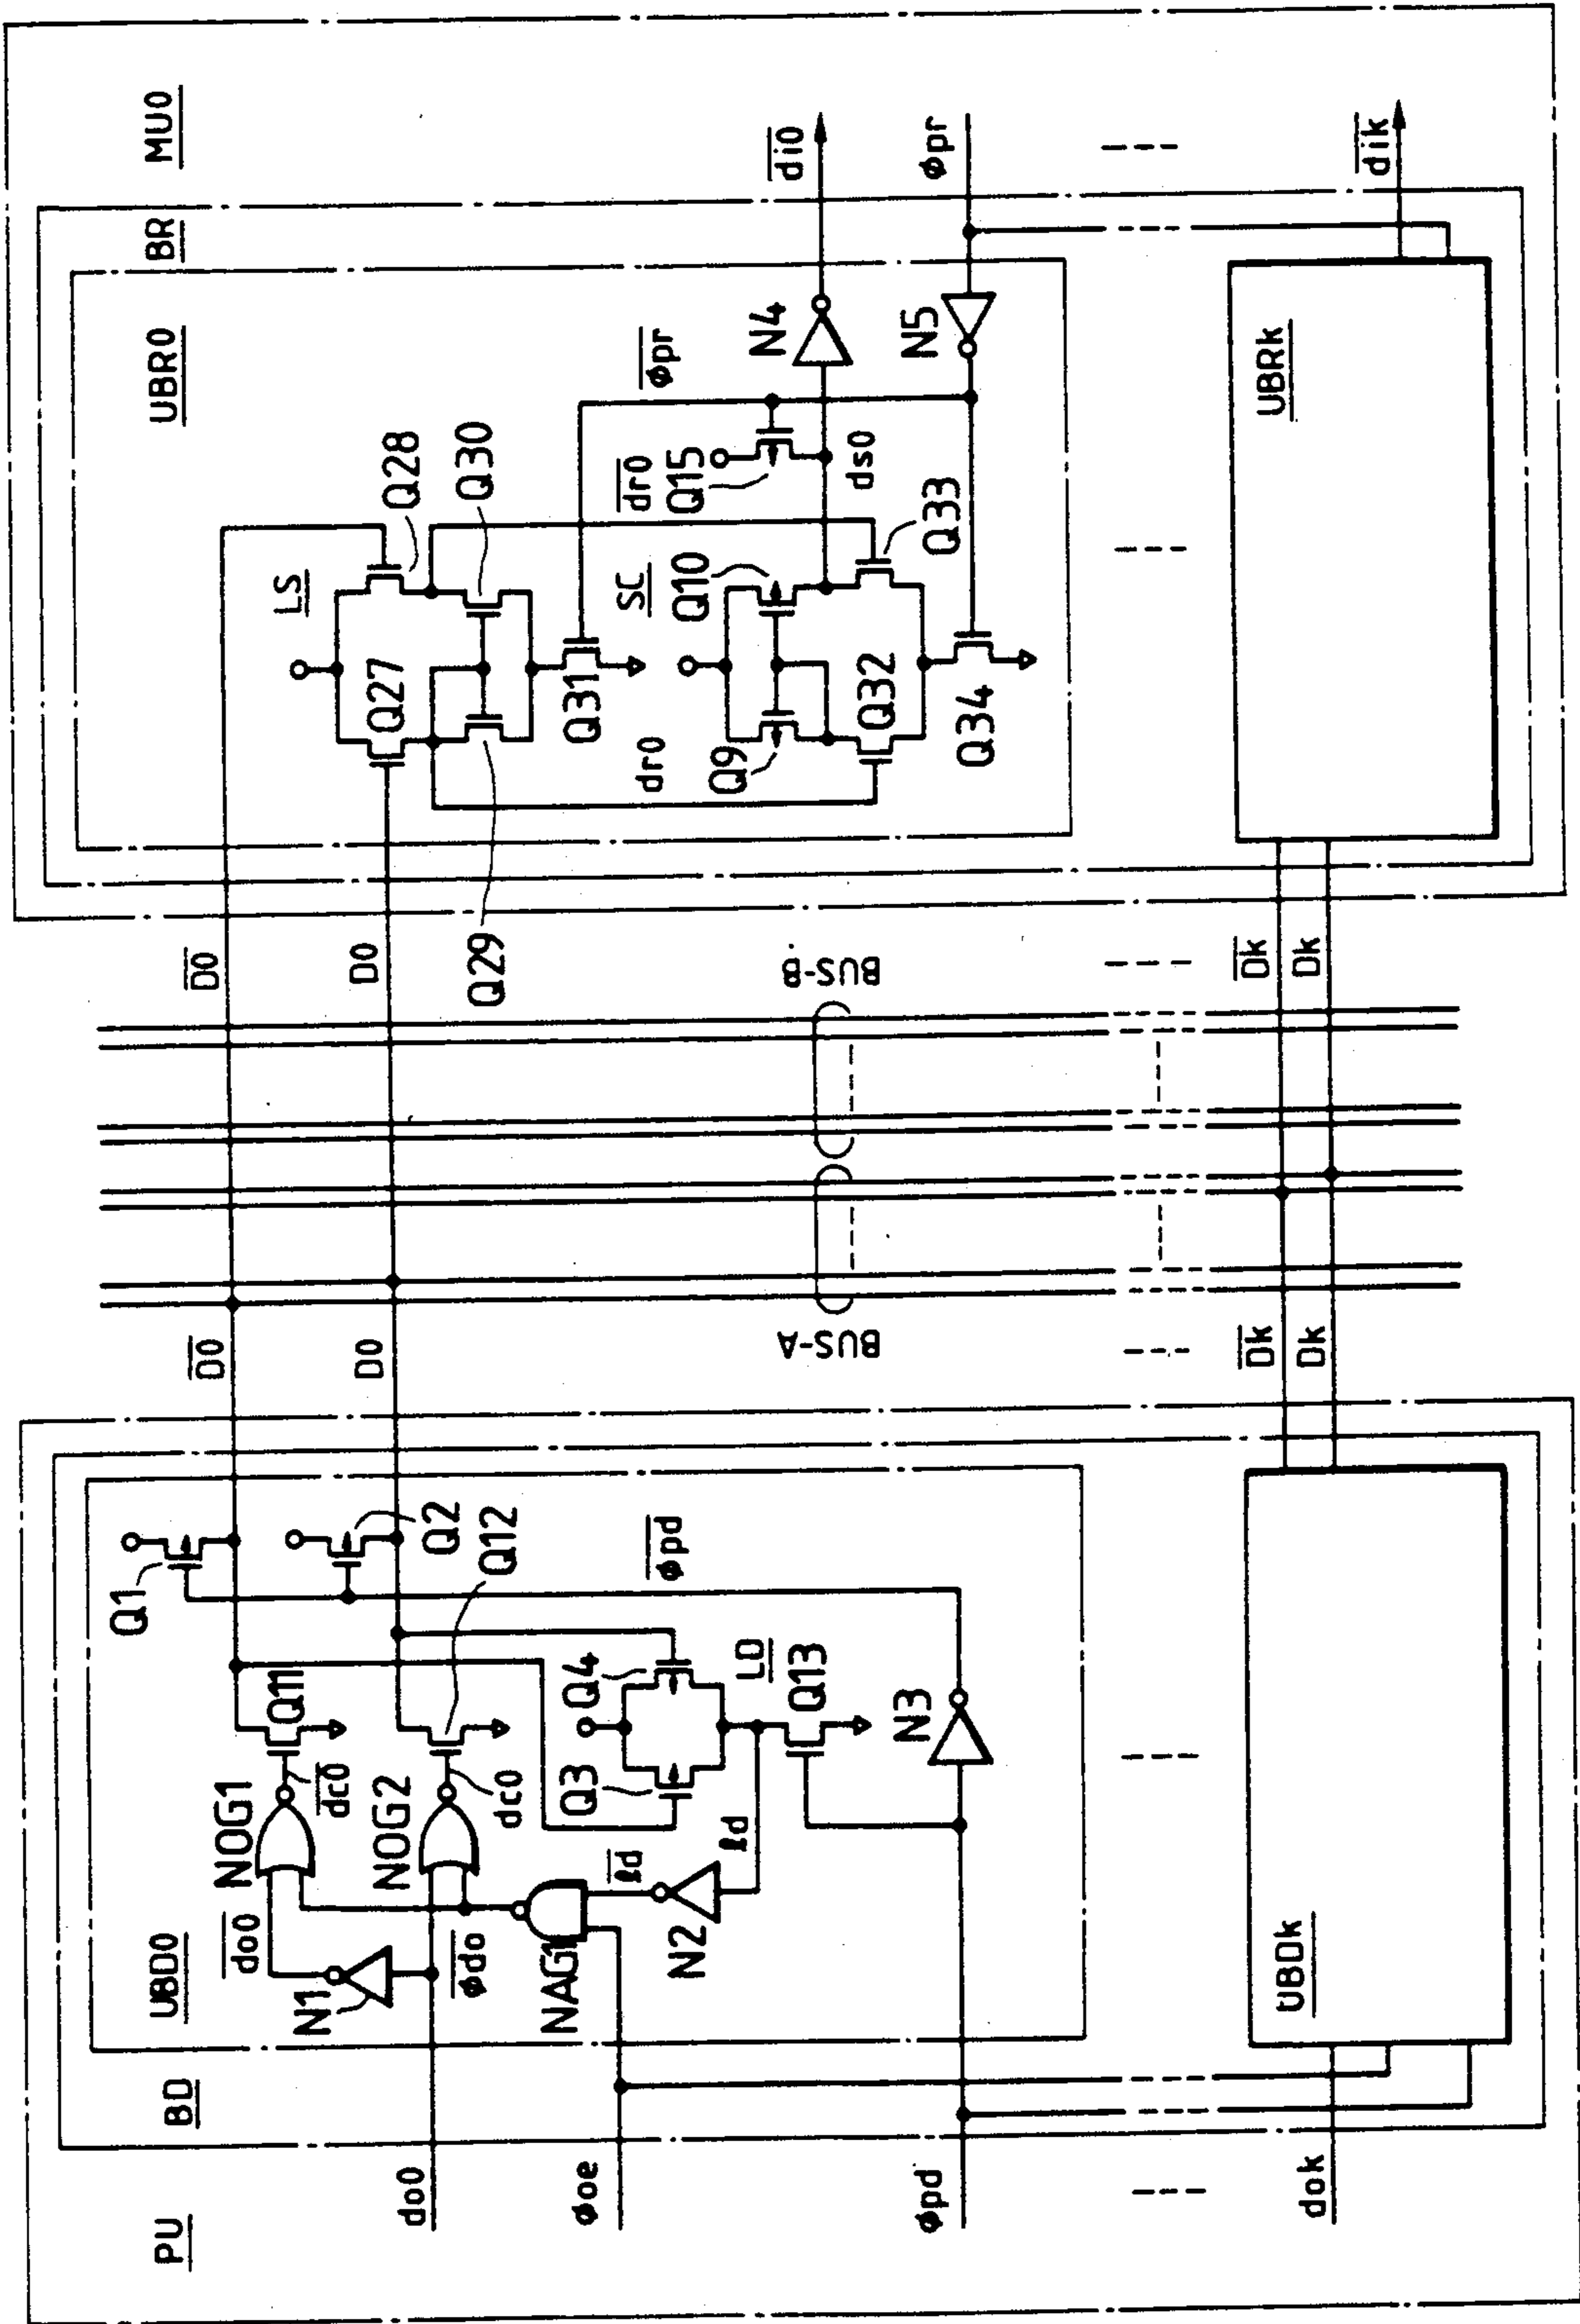 PU
BD
UBD0
do0
φoe
φpd
dok
N1
do0
φdo
NAG1
N2
ℓd
ℓd
NOG1
NOG2
dc0
dc0
Q11
Q12
Q1
Q2
Q3
Q4
LD
Q13
N3
φpd
UBDk
D0
D0
BUS-A
Dk
Dk
D0
D0
BUS-B
Dk
Dk
MU0
BR
UBR0
LS
Q27
Q28
Q29
Q30
Q31
dr0
dr0
SC
Q9
Q10
Q15
Q32
Q33
Q34
ds0
φpr
N4
N5
di0
φpr
UBRk
dik